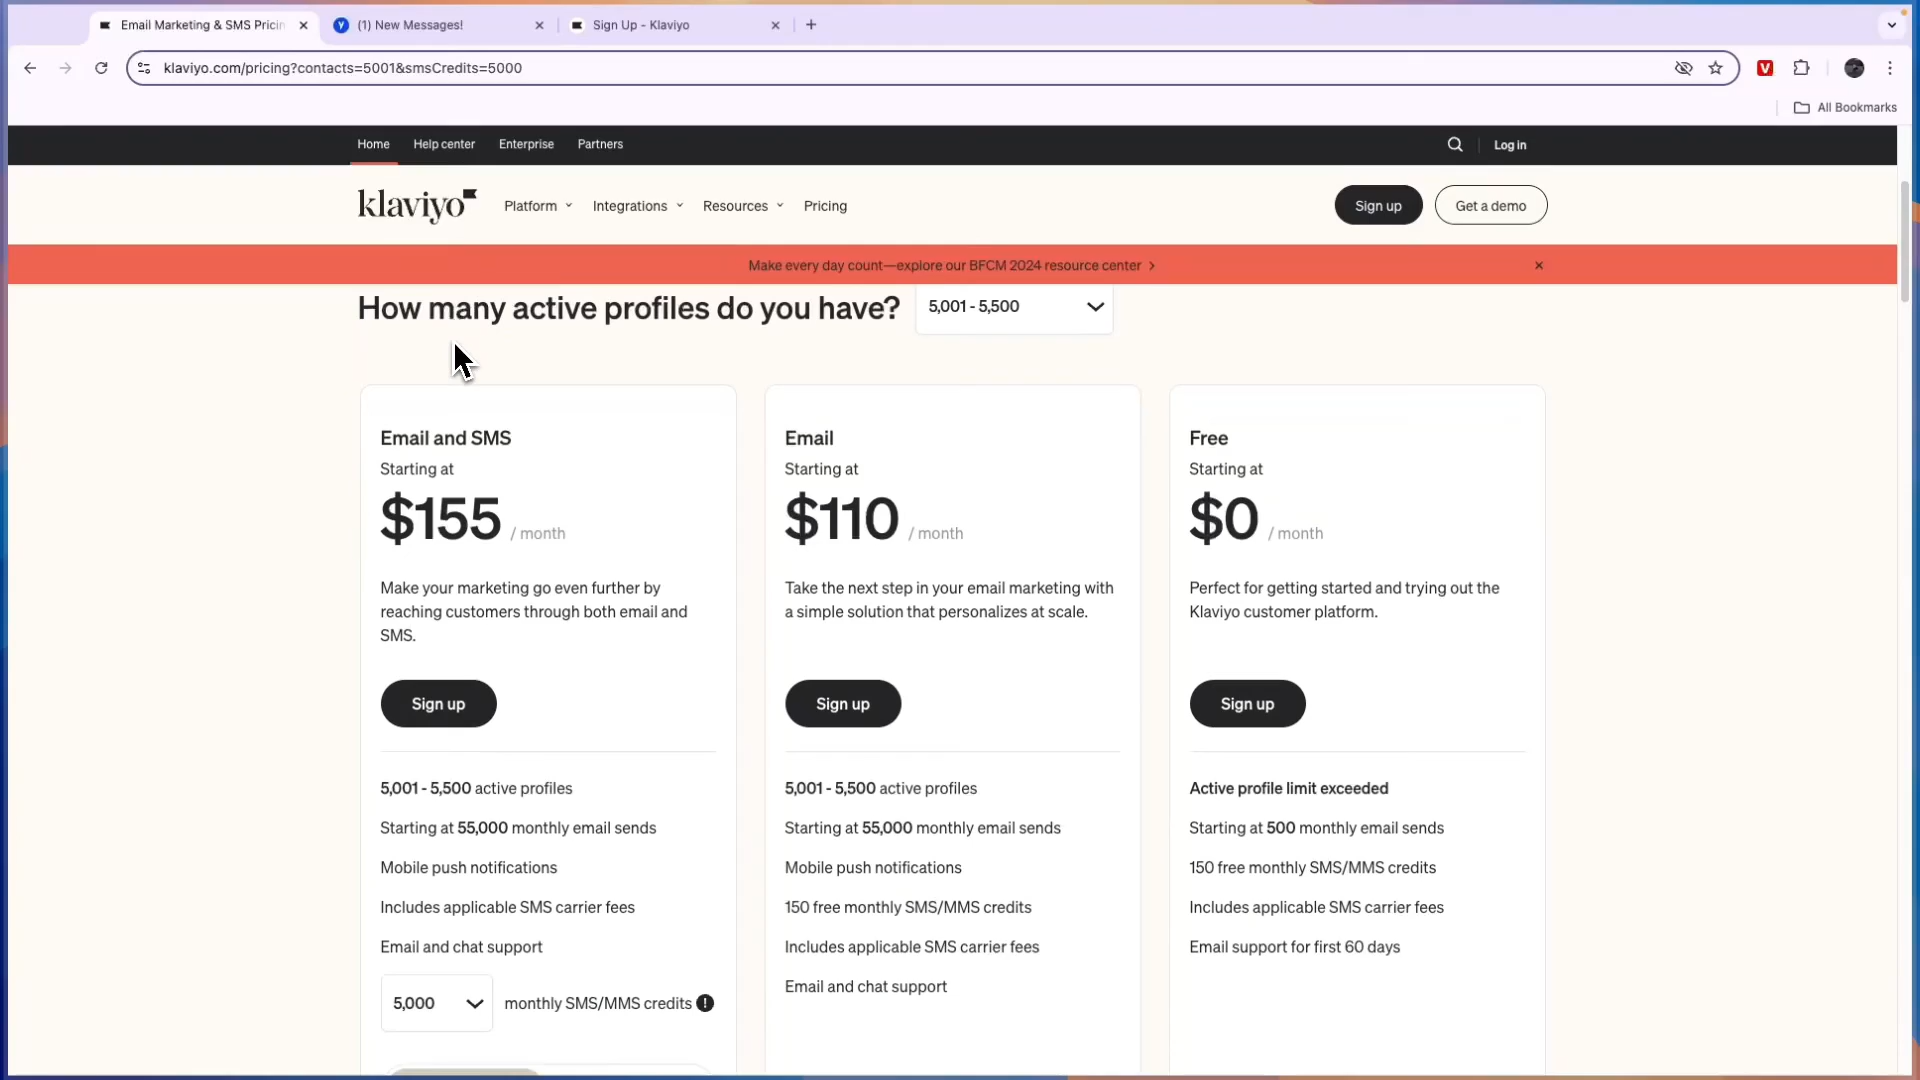 Email Marketing & SMS Pricin
(1) New Messages!
Sign Up - Klaviyo
klaviyo.com/pricing?contacts=5001&smsCredits=5000
All Bookmarks
Home
Help center
Enterprise
Partners
Log in
klaviyo
Platform
Integrations
Resources
Pricing
Sign up
Get a demo
Make every day count—explore our BFCM 2024 resource center
How many active profiles do you have?
5,001 - 5,500
Email and SMS
Starting at
$155 / month
Make your marketing go even further by
reaching customers through both email and
SMS.
Sign up
5,001 - 5,500 active profiles
Starting at 55,000 monthly email sends
Mobile push notifications
Includes applicable SMS carrier fees
Email and chat support
5,000
monthly SMS/MMS credits
Email
Starting at
$110 / month
Take the next step in your email marketing with
a simple solution that personalizes at scale.
Sign up
5,001 - 5,500 active profiles
Starting at 55,000 monthly email sends
Mobile push notifications
150 free monthly SMS/MMS credits
Includes applicable SMS carrier fees
Email and chat support
Free
Starting at
$0 / month
Perfect for getting started and trying out the
Klaviyo customer platform.
Sign up
Active profile limit exceeded
Starting at 500 monthly email sends
150 free monthly SMS/MMS credits
Includes applicable SMS carrier fees
Email support for first 60 days